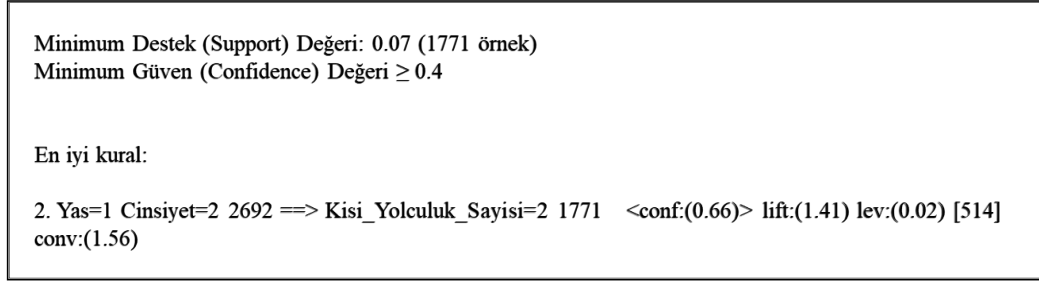 Minimum Destek (Support) Değeri: 0.07 (1771 örnek)
Minimum Güven (Confidence) Değeri ≥ 0.4
En iyi kural:
2. Yas=1 Cinsiyet=2 2692 ==> Kisi_Yolculuk_Sayisi=2 1771 <conf:(0.66)> lift:(1.41) lev:(0.02) [514]
conv:(1.56)